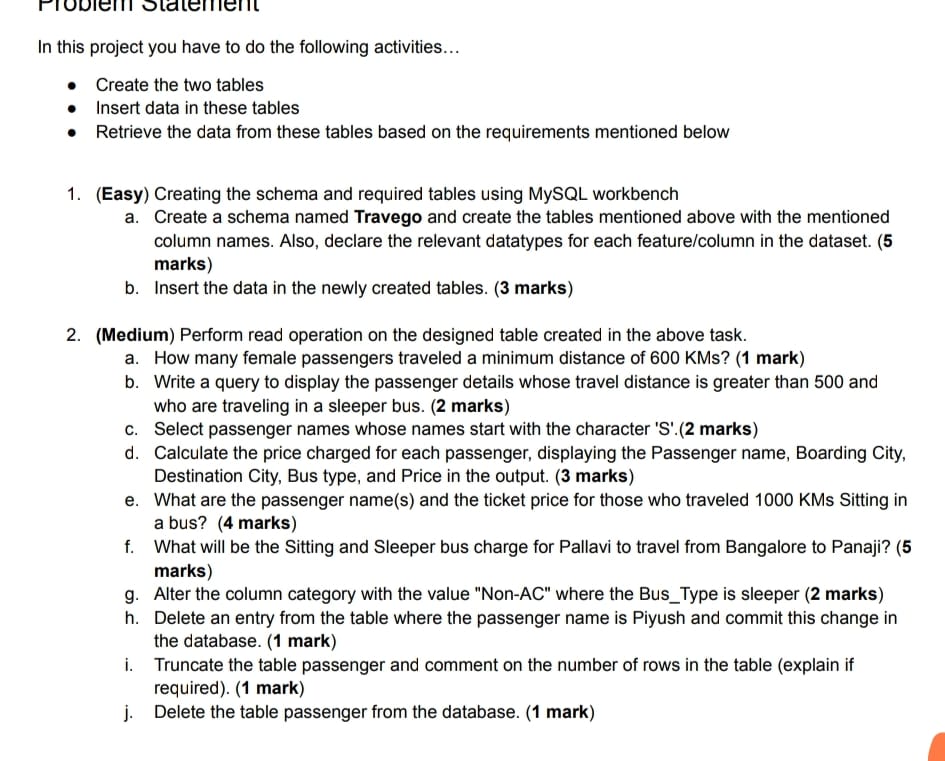 Problem Statement
In this project you have to do the following activities…
● Create the two tables
● Insert data in these tables
● Retrieve the data from these tables based on the requirements mentioned below
1. (Easy) Creating the schema and required tables using MySQL workbench
a. Create a schema named Travego and create the tables mentioned above with the mentioned
column names. Also, declare the relevant datatypes for each feature/column in the dataset. (5
marks)
b. Insert the data in the newly created tables. (3 marks)
2. (Medium) Perform read operation on the designed table created in the above task.
a. How many female passengers traveled a minimum distance of 600 KMs? (1 mark)
b. Write a query to display the passenger details whose travel distance is greater than 500 and
who are traveling in a sleeper bus. (2 marks)
c. Select passenger names whose names start with the character 'S'.(2 marks)
d. Calculate the price charged for each passenger, displaying the Passenger name, Boarding City,
Destination City, Bus type, and Price in the output. (3 marks)
e. What are the passenger name(s) and the ticket price for those who traveled 1000 KMs Sitting in
a bus? (4 marks)
f. What will be the Sitting and Sleeper bus charge for Pallavi to travel from Bangalore to Panaji? (5
marks)
g. Alter the column category with the value "Non-AC" where the Bus_Type is sleeper (2 marks)
h. Delete an entry from the table where the passenger name is Piyush and commit this change in
the database. (1 mark)
i. Truncate the table passenger and comment on the number of rows in the table (explain if
required). (1 mark)
j. Delete the table passenger from the database. (1 mark)